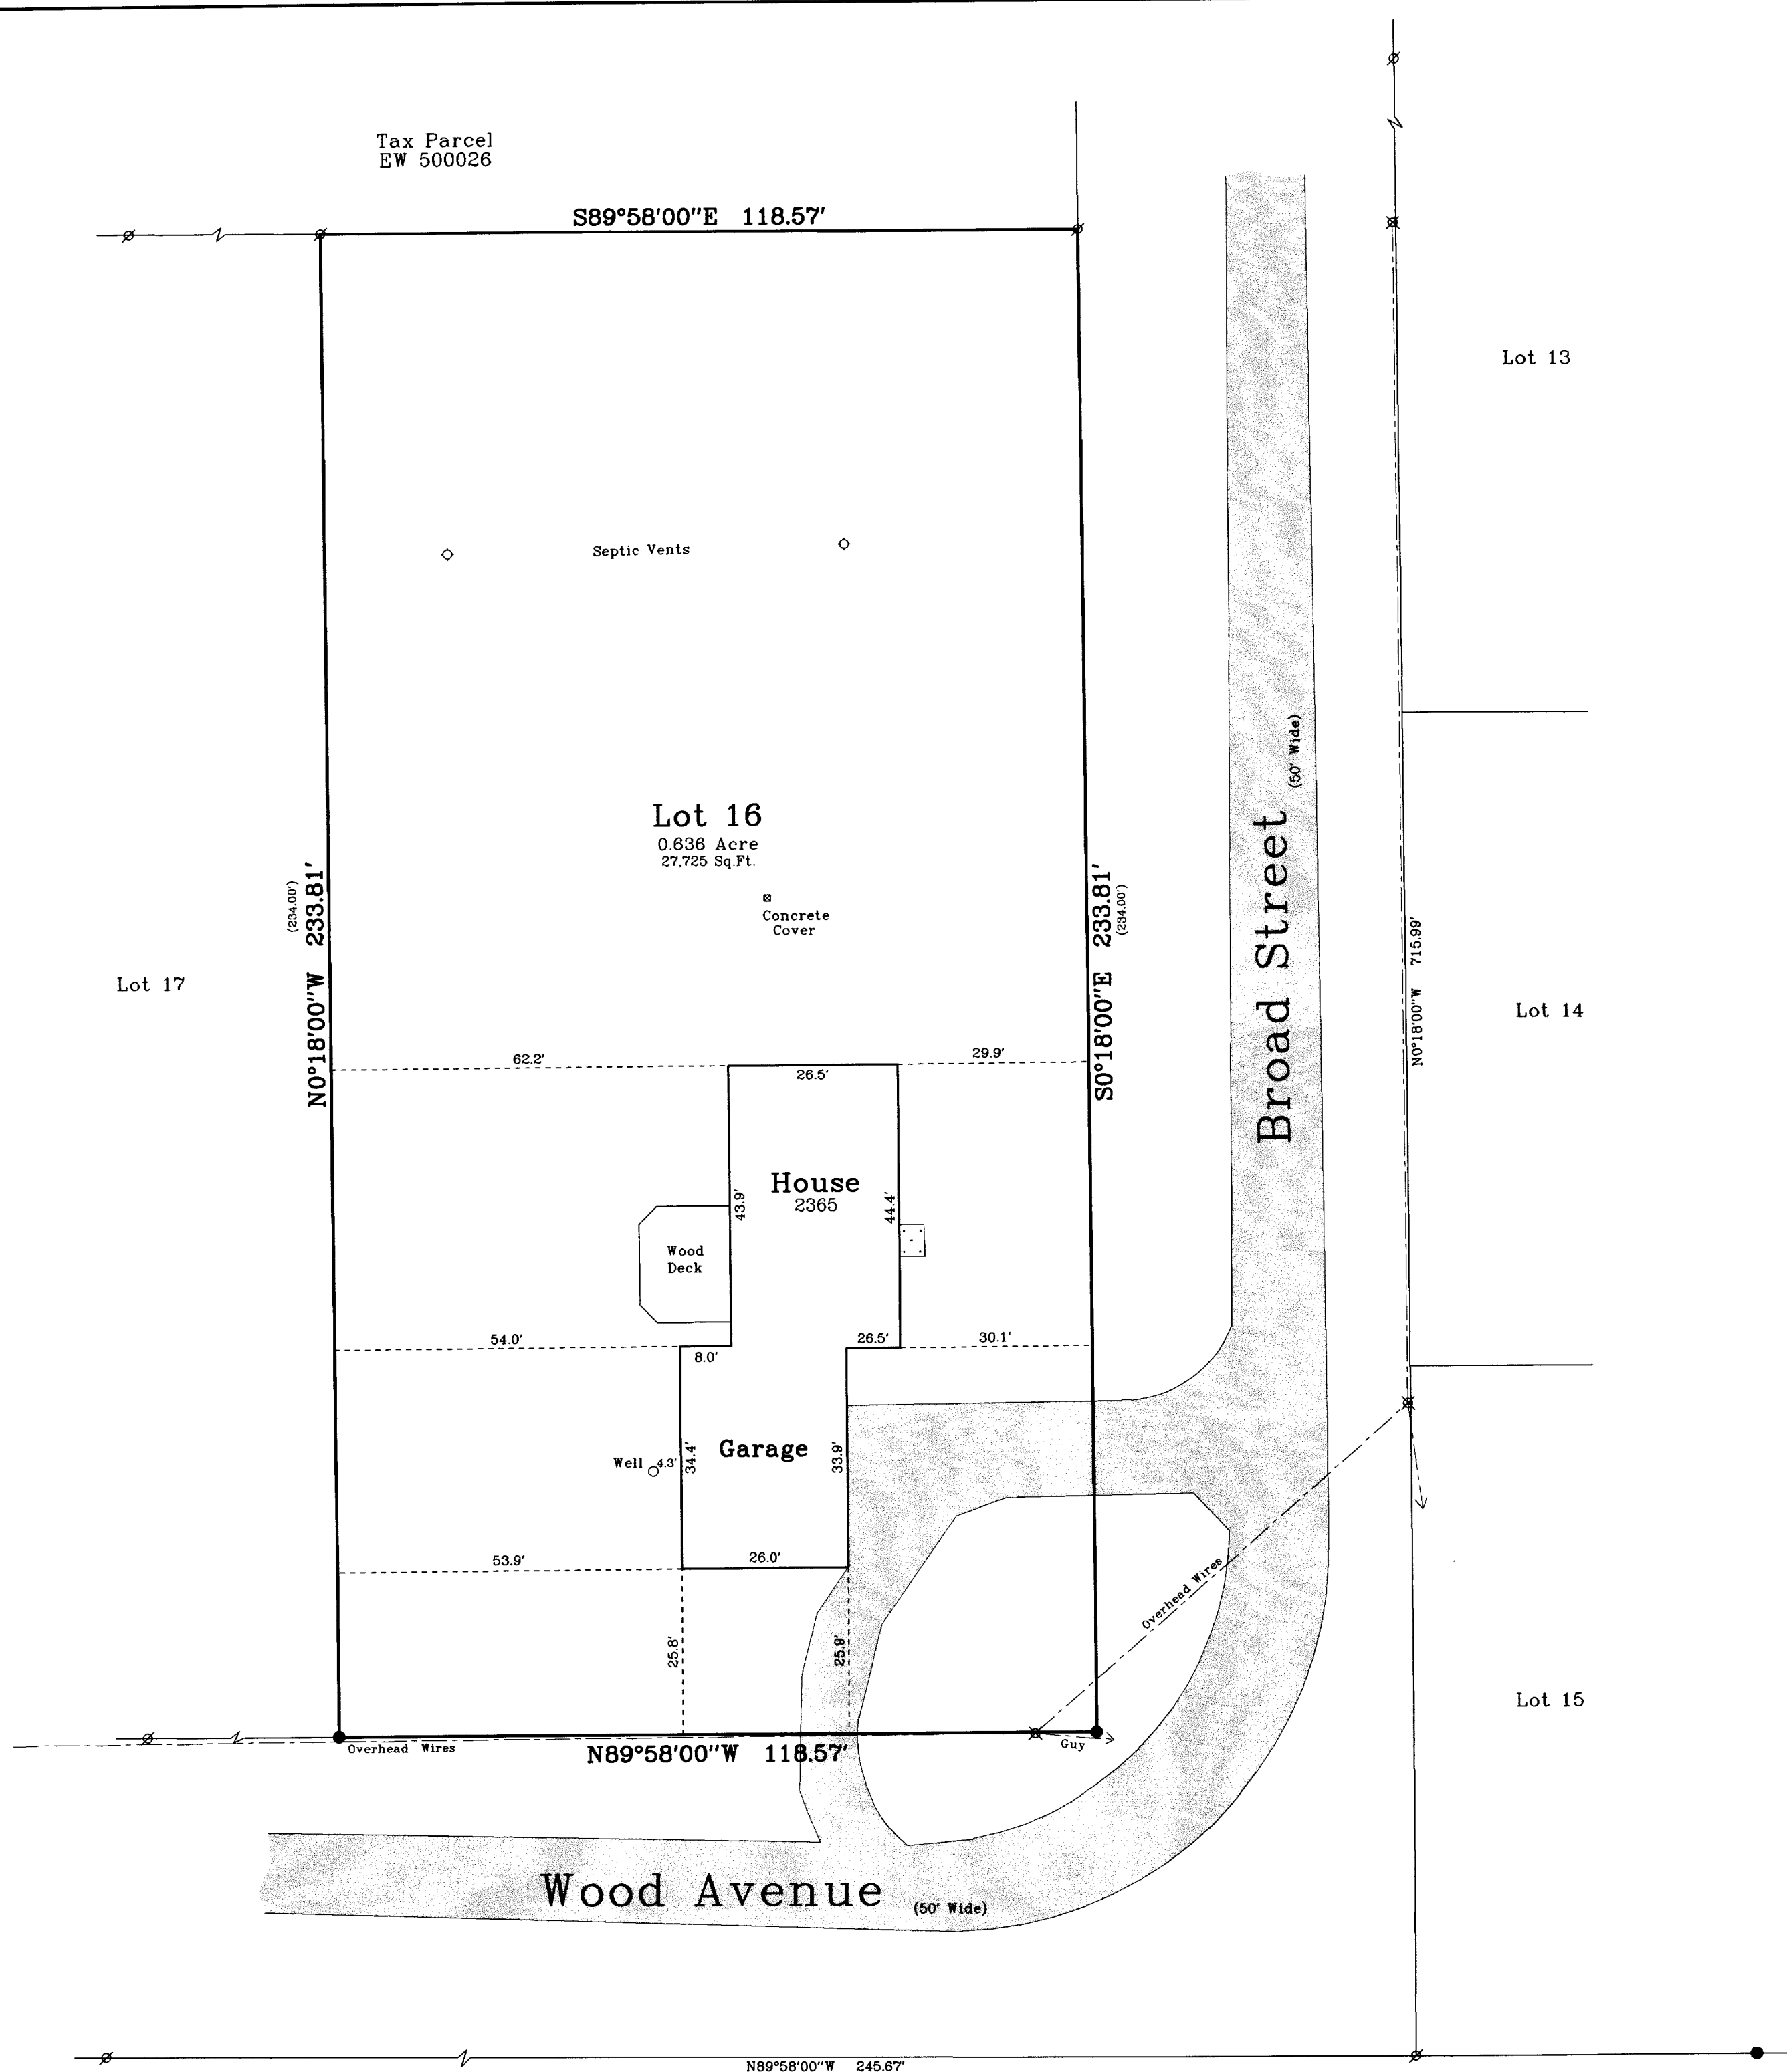 Tax Parcel
EW 500026
S89°58'00"E 118.57'
Lot 13
Septic Vents
(50' Wide)
Broad Street
Lot 16
0.636 Acre
27,725 Sq.Ft.
Concrete
Cover
(234.00')
N0°18'00"W 233.81'
S0°18'00"E 233.81'
(234.00')
N0°18'00"W 715.99'
Lot 17
Lot 14
62.2'
26.5'
29.9'
House
2365
43.9'
44.4'
Wood
Deck
54.0'
8.0'
26.5'
30.1'
Garage
Well
4.3'
34.4'
33.9'
53.9'
26.0'
Overhead Wires
25.8'
25.9'
Lot 15
Overhead Wires
N89°58'00"W 118.57'
Guy
Wood Avenue (50' Wide)
N89°58'00"W 245.67'